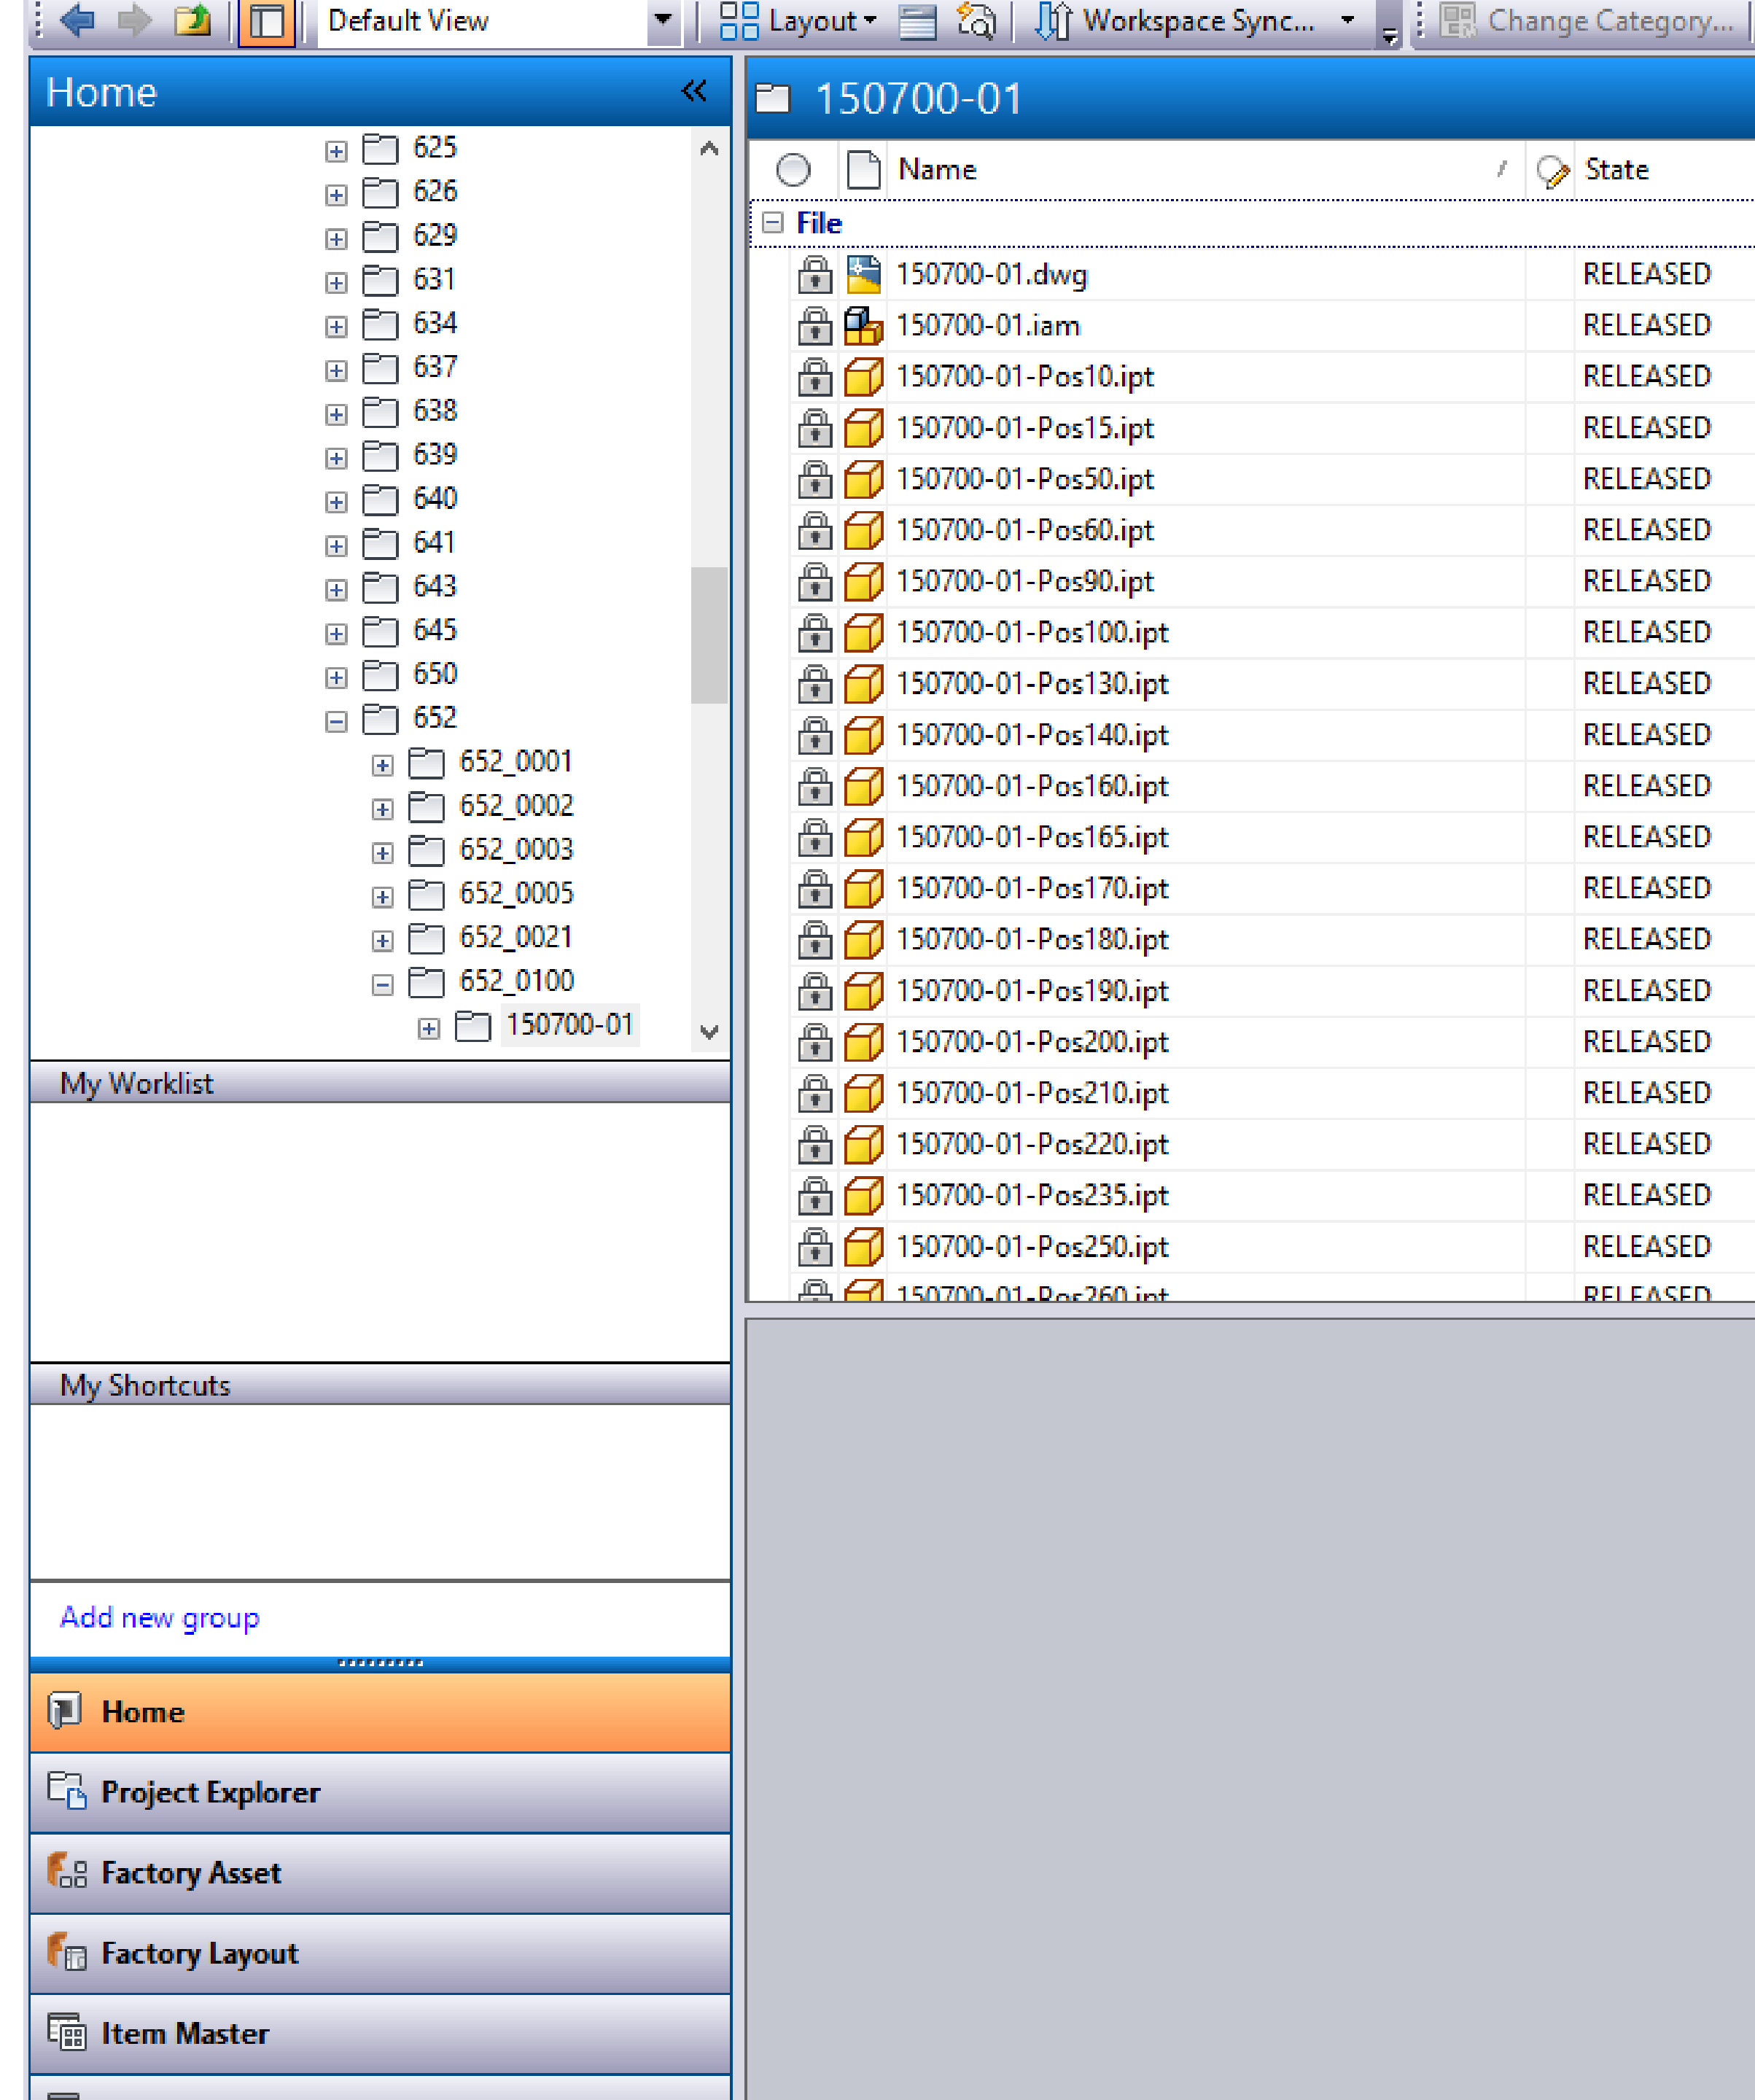 Default View Layout Workspace Sync... Change Category...
Home
625
626
629
631
634
637
638
639
640
641
643
645
650
652
652_0001
652_0002
652_0003
652_0005
652_0021
652_0100
150700-01
My Worklist
My Shortcuts
Add new group
Home
Project Explorer
Factory Asset
Factory Layout
Item Master
150700-01
Name / State
File
150700-01.dwg RELEASED
150700-01.iam RELEASED
150700-01-Pos10.ipt RELEASED
150700-01-Pos15.ipt RELEASED
150700-01-Pos50.ipt RELEASED
150700-01-Pos60.ipt RELEASED
150700-01-Pos90.ipt RELEASED
150700-01-Pos100.ipt RELEASED
150700-01-Pos130.ipt RELEASED
150700-01-Pos140.ipt RELEASED
150700-01-Pos160.ipt RELEASED
150700-01-Pos165.ipt RELEASED
150700-01-Pos170.ipt RELEASED
150700-01-Pos180.ipt RELEASED
150700-01-Pos190.ipt RELEASED
150700-01-Pos200.ipt RELEASED
150700-01-Pos210.ipt RELEASED
150700-01-Pos220.ipt RELEASED
150700-01-Pos235.ipt RELEASED
150700-01-Pos250.ipt RELEASED
150700-01-Pos260.ipt RELEASED